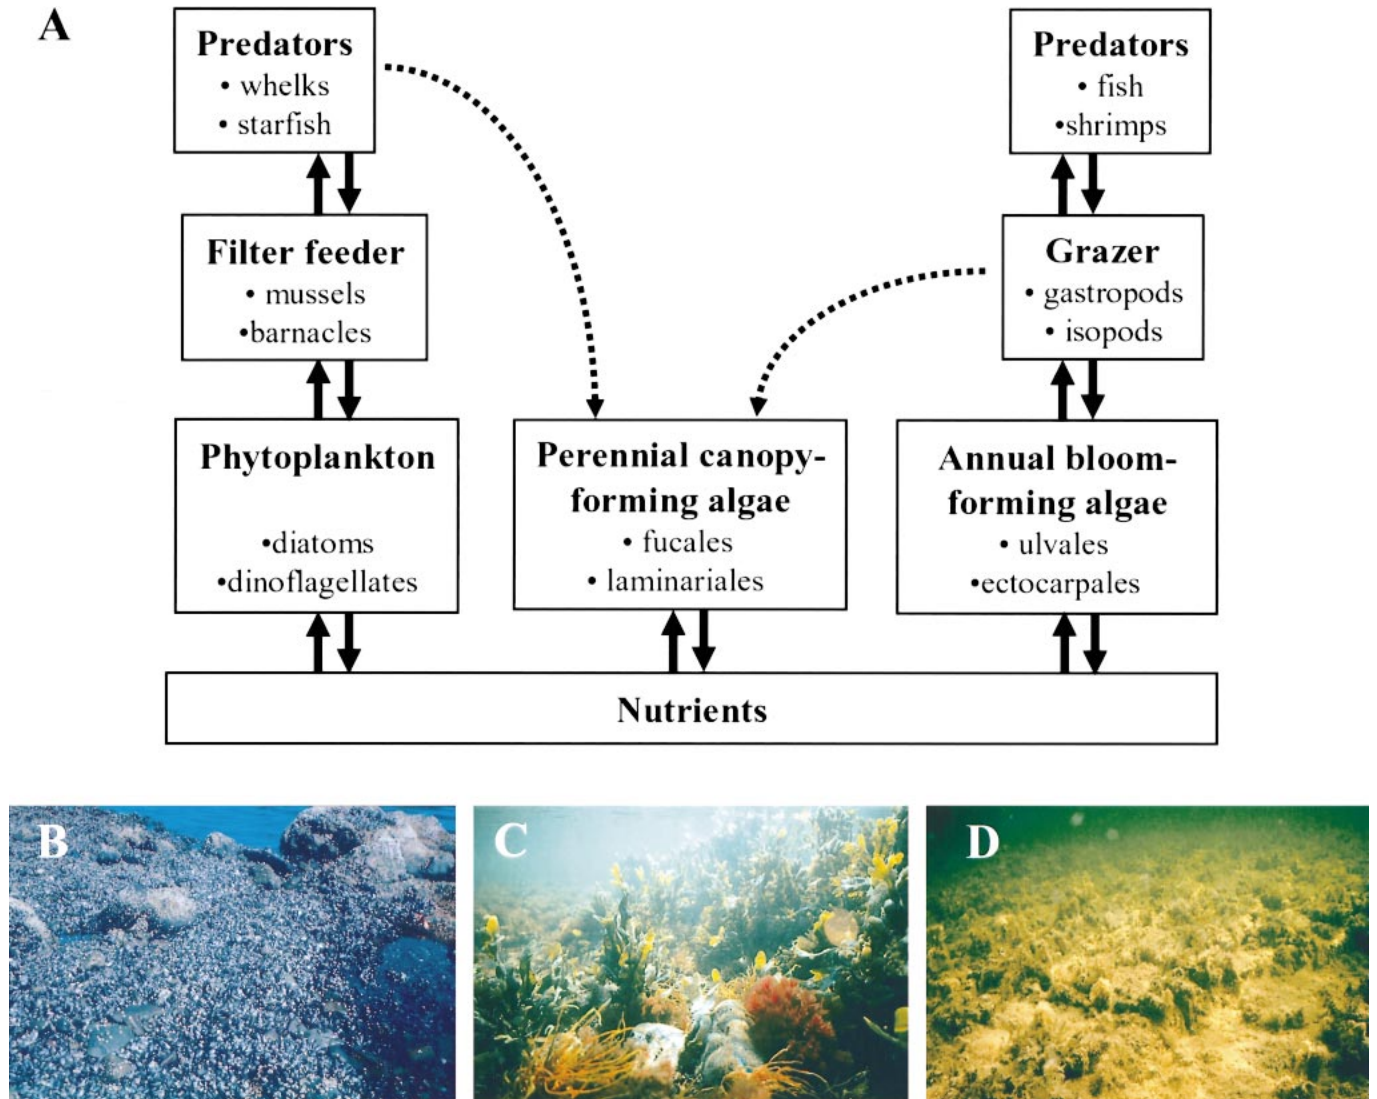 A
Predators
• whelks
• starfish
Predators
• fish
•shrimps
Filter feeder
• mussels
•barnacles
Grazer
• gastropods
• isopods
Phytoplankton
•diatoms
•dinoflagellates
Perennial canopy-
forming algae
• fucales
• laminariales
Annual bloom-
forming algae
• ulvales
•ectocarpales
Nutrients
B
C
D